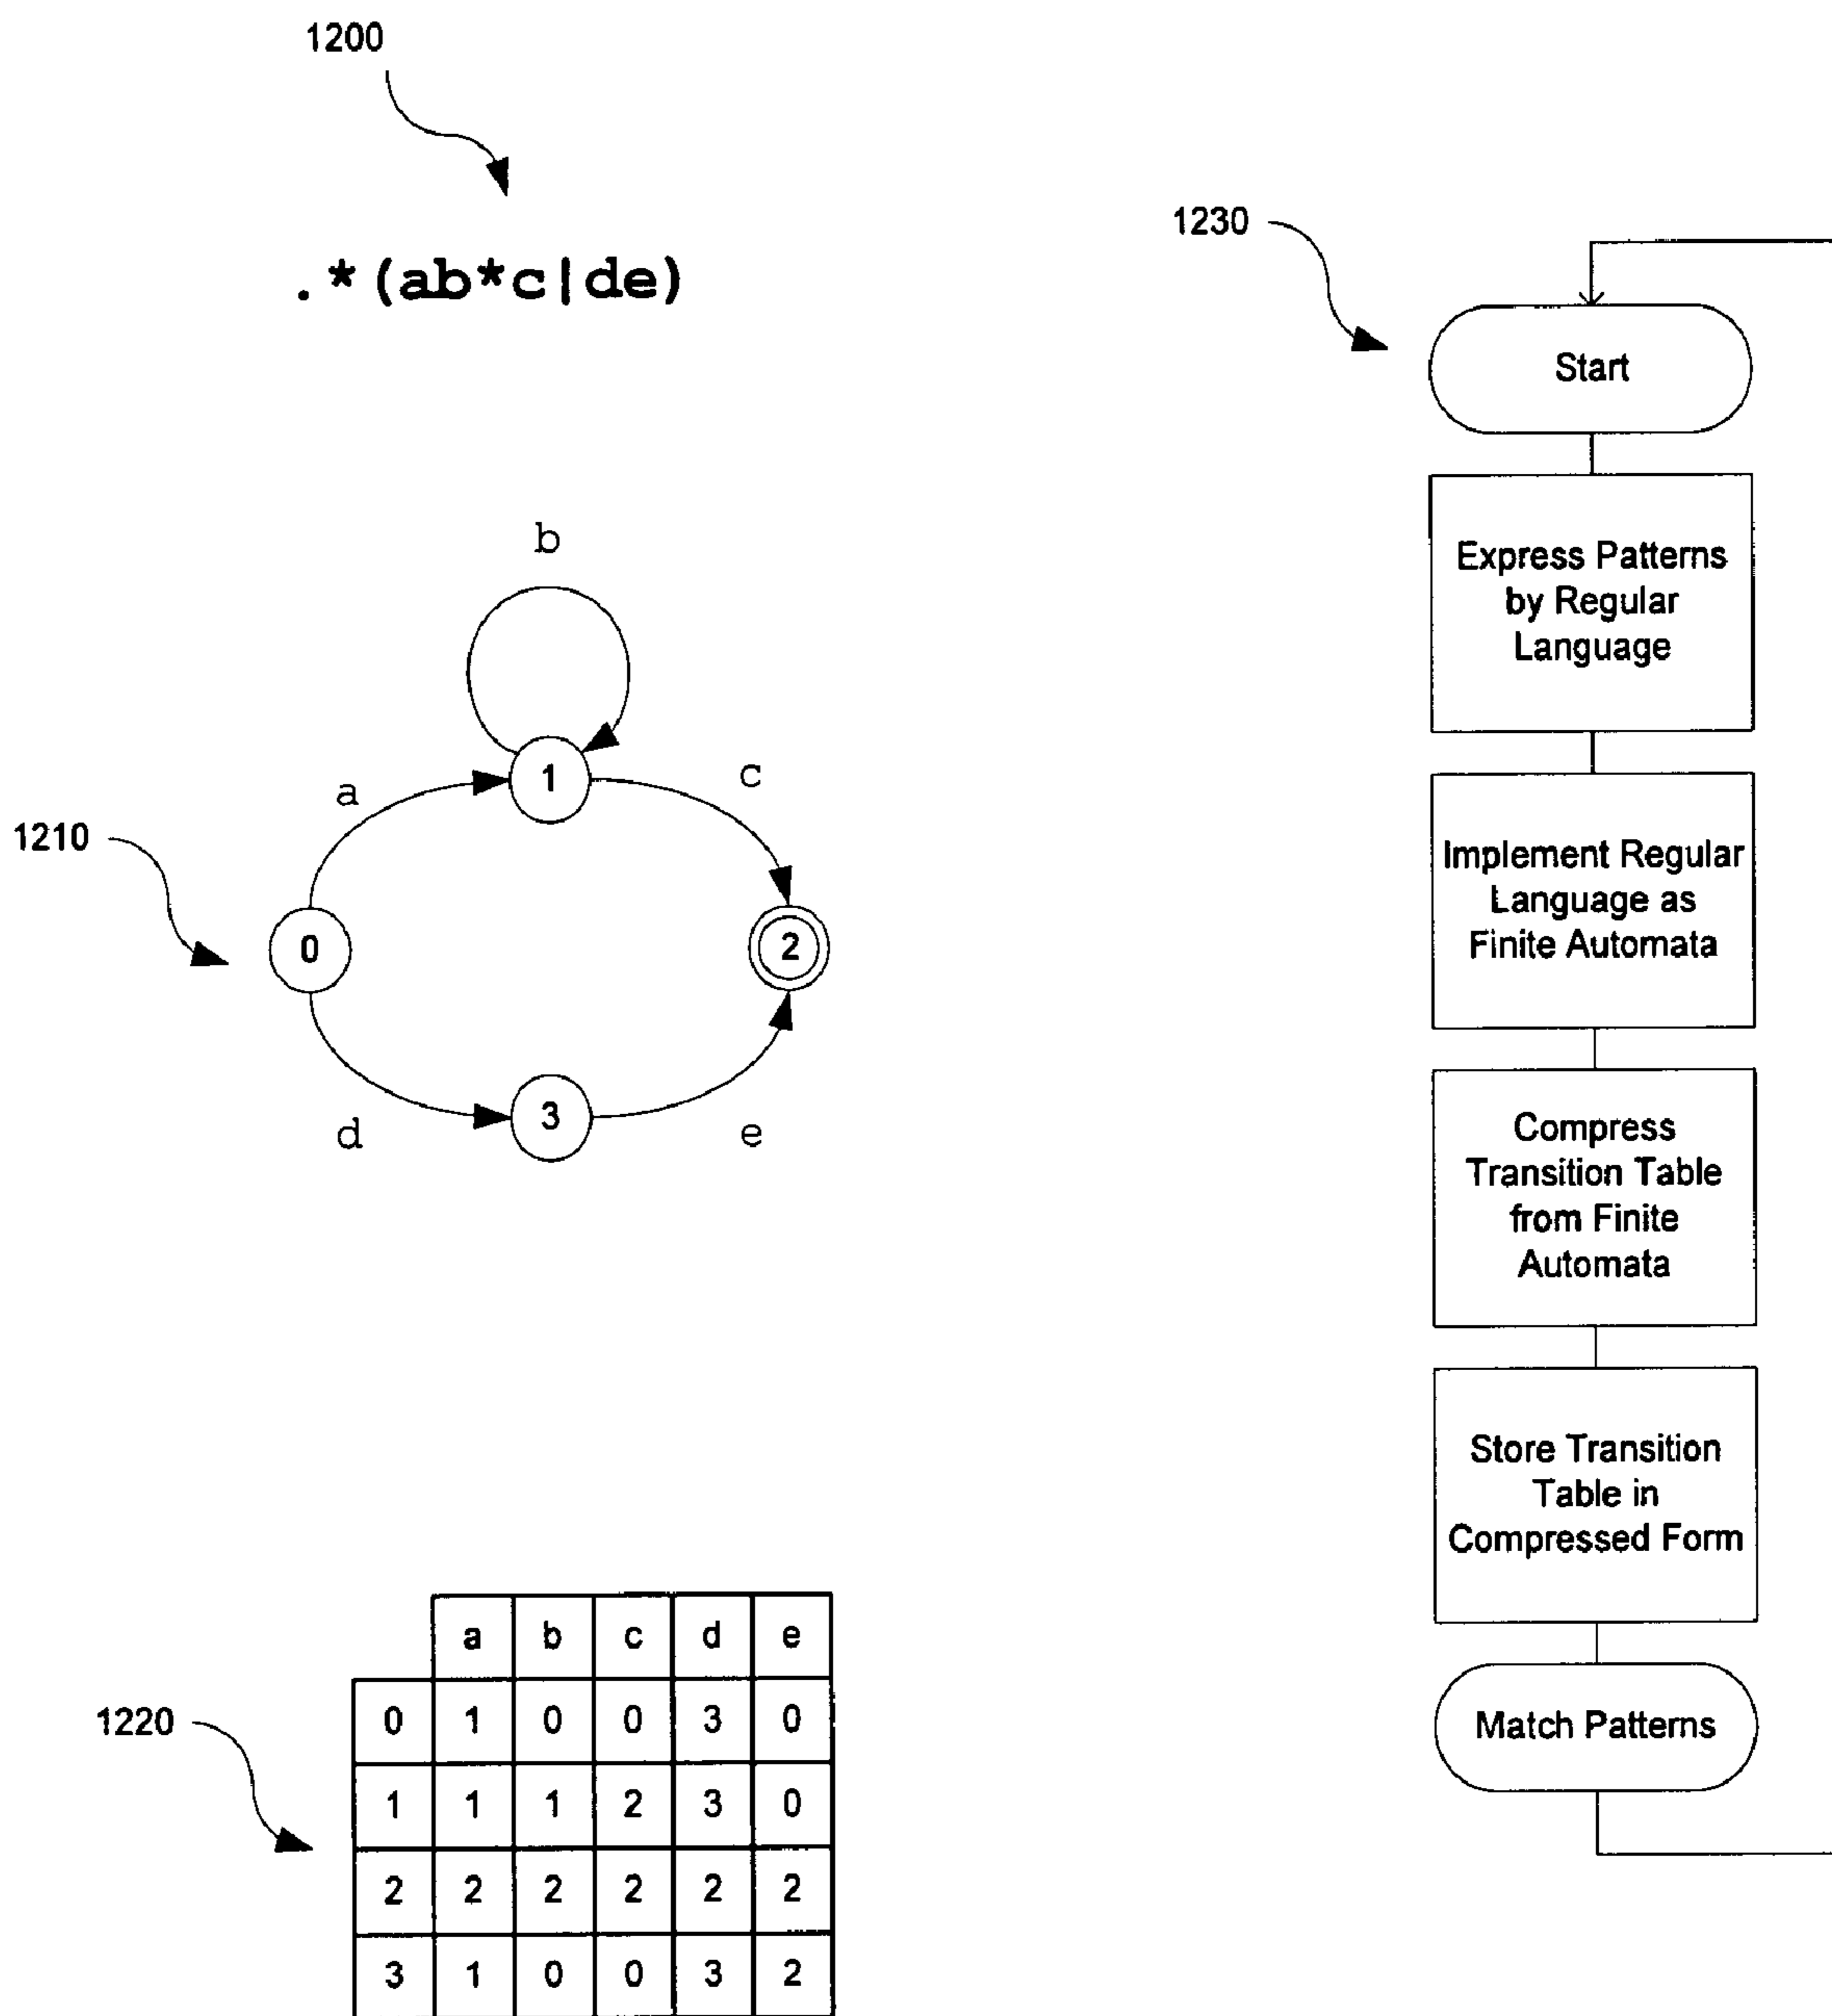 1200
.*(ab*c|de)
1210
b
a
c
1
0
2
3
d
e
1220
a b c d e
0 1 0 0 3 0
1 1 1 2 3 0
2 2 2 2 2 2
3 1 0 0 3 2
1230
Start
Express Patterns
by Regular
Language
Implement Regular
Language as
Finite Automata
Compress
Transition Table
from Finite
Automata
Store Transition
Table in
Compressed Form
Match Patterns